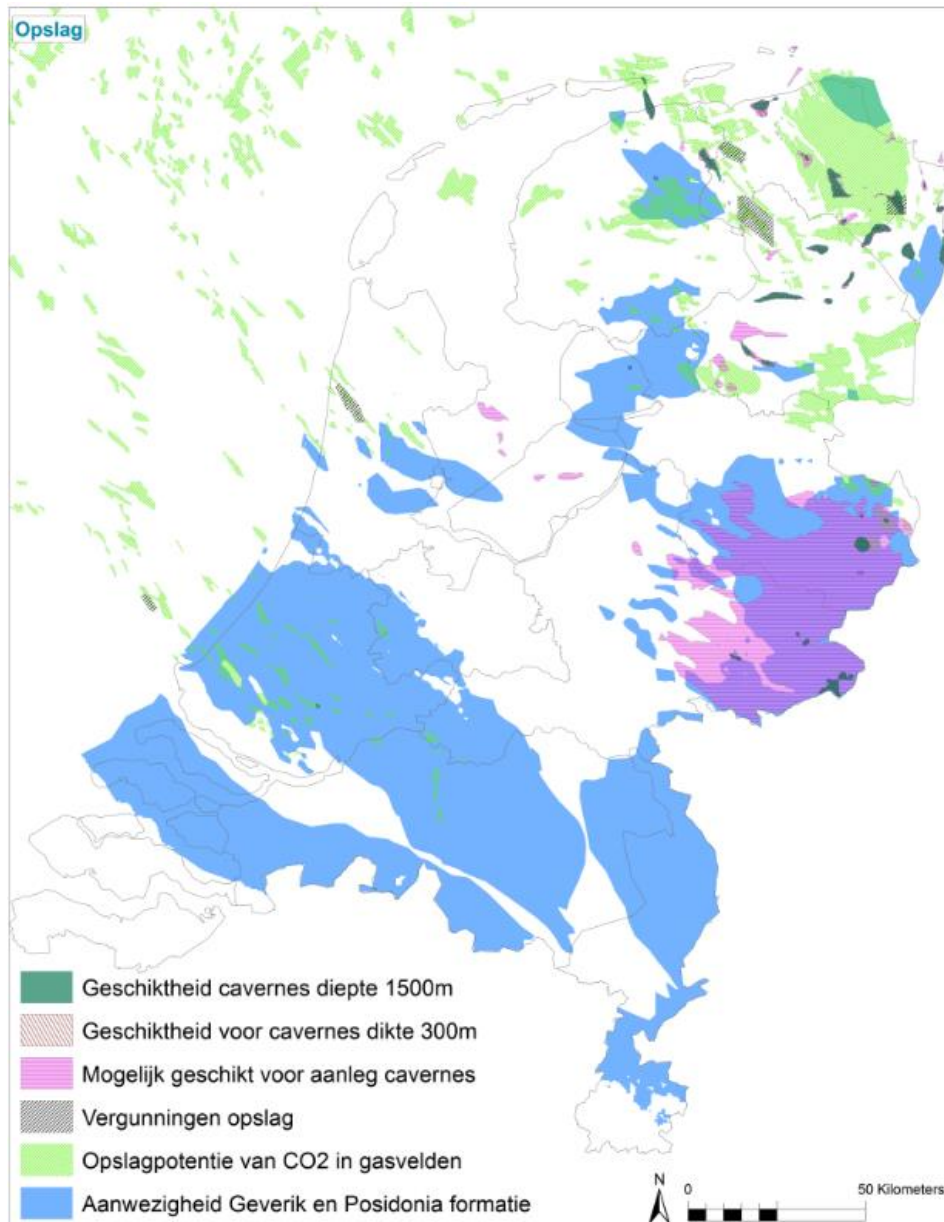 Opslag
Geschiktheid cavernes diepte 1500m
Geschiktheid voor cavernes dikte 300m
Mogelijk geschikt voor aanleg cavernes
Vergunningen opslag
Opslagpotentie van CO2 in gasvelden
Aanwezigheid Geverik en Posidonia formatie
N
0 50 Kilometers